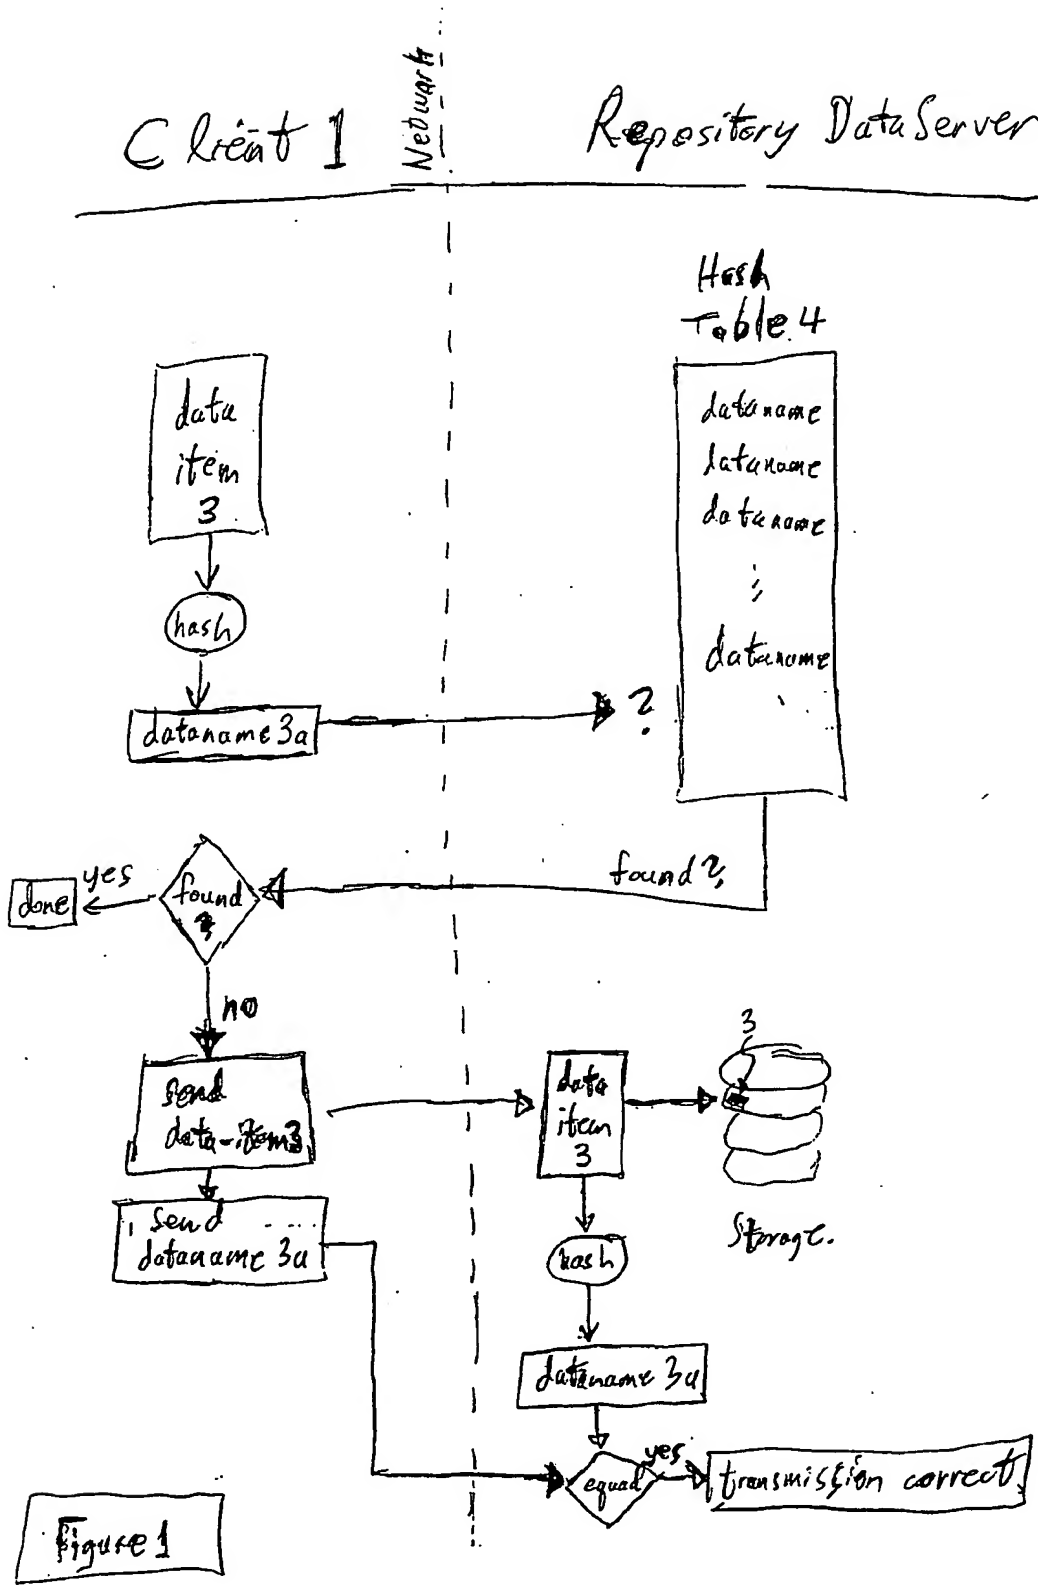 Client 1
Network
Repository DataServer
Hash
Table 4
data
item
3
dataname
dataname
dataname
dataname
hash
dataname 3a
?
found?
yes
done
found
?
no
send
data-item3
send
dataname 3a
data
item
3
3
Storage.
hash
dataname 3a
equal
yes
transmission correct
Figure 1